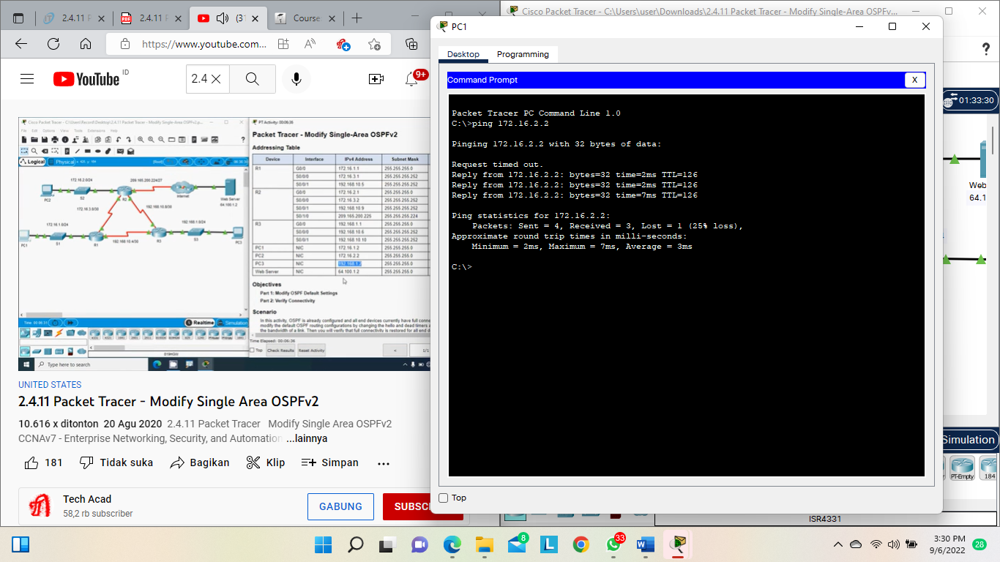 2.4.11 F
2.4.11 P
(31
Course
https://www.youtube.com...
YouTube
ID
2.4
9+
Cisco Packet Tracer - C:\Users\Record\Desktop\2.4.11 Packet Tracer - Modify Single-Area OSPFv2.p...
File Edit Options View Tools Extensions Help
Logical
Physical
PT Activity: 00:06:36
Packet Tracer - Modify Single-Area OSPFv2
Addressing Table
Device Interface IPv4 Address Subnet Mask
R1 G0/0 172.16.1.1 255.255.255.0
S0/0/0 172.16.3.1 255.255.255.252
S0/0/1 192.168.10.5 255.255.255.252
R2 G0/0 172.16.2.1 255.255.255.0
S0/0/0 172.16.3.2 255.255.255.252
S0/0/1 192.168.10.9 255.255.255.252
S0/1/0 209.165.200.225 255.255.255.224
R3 G0/0 192.168.1.1 255.255.255.0
S0/0/0 192.168.10.6 255.255.255.252
S0/0/1 192.168.10.10 255.255.255.252
PC1 NIC 172.16.1.2 255.255.255.0
PC2 NIC 172.16.2.2 255.255.255.0
PC3 NIC 192.168.1.2 255.255.255.0
Web Server NIC 64.100.1.2 255.255.255.0
Objectives
Part 1: Modify OSPF Default Settings
Part 2: Verify Connectivity
Scenario
In this activity, OSPF is already configured and all end devices currently have full conne
modify the default OSPF routing configurations by changing the hello and dead timers a
the bandwidth of a link. Then you will verify that full connectivity is restored for all end d
Time Elapsed: 00:06:36
Top
Check Results
Reset Activity
<
1/1
172.16.2.0/24
209.165.200.224/27
Internet
Web Server
64.100.1.2
PC2
S2
R2
172.16.3.0/30
192.168.10.8/30
172.16.1.0/24
192.168.1.0/24
PC1
S1
R1
192.168.10.4/30
R3
S3
PC3
Realtime
Simulation
Type here to search
UNITED STATES
2.4.11 Packet Tracer - Modify Single Area OSPFv2
10.616 x ditonton 20 Agu 2020 2.4.11 Packet Tracer Modify Single Area OSPFv2
CCNAv7 - Enterprise Networking, Security, and Automation ...lainnya
181
Tidak suka
Bagikan
Klip
Simpan
Tech Acad
58,2 rb subscriber
GABUNG
SUBSC
Cisco Packet Tracer - C:\Users\user\Downloads\2.4.11 Packet Tracer - Modify Single-Area OSPFv...
PC1
Desktop
Programming
Command Prompt
X
Packet Tracer PC Command Line 1.0
C:\>ping 172.16.2.2
Pinging 172.16.2.2 with 32 bytes of data:
Request timed out.
Reply from 172.16.2.2: bytes=32 time=2ms TTL=126
Reply from 172.16.2.2: bytes=32 time=2ms TTL=126
Reply from 172.16.2.2: bytes=32 time=7ms TTL=126
Ping statistics for 172.16.2.2:
Packets: Sent = 4, Received = 3, Lost = 1 (25% loss),
Approximate round trip times in milli-seconds:
Minimum = 2ms, Maximum = 7ms, Average = 3ms
C:\>
Top
?
01:33:30
Web
64.1
Simulation
PT-Empty
184
ISR4331
8
L
33
3:30 PM
9/6/2022
28